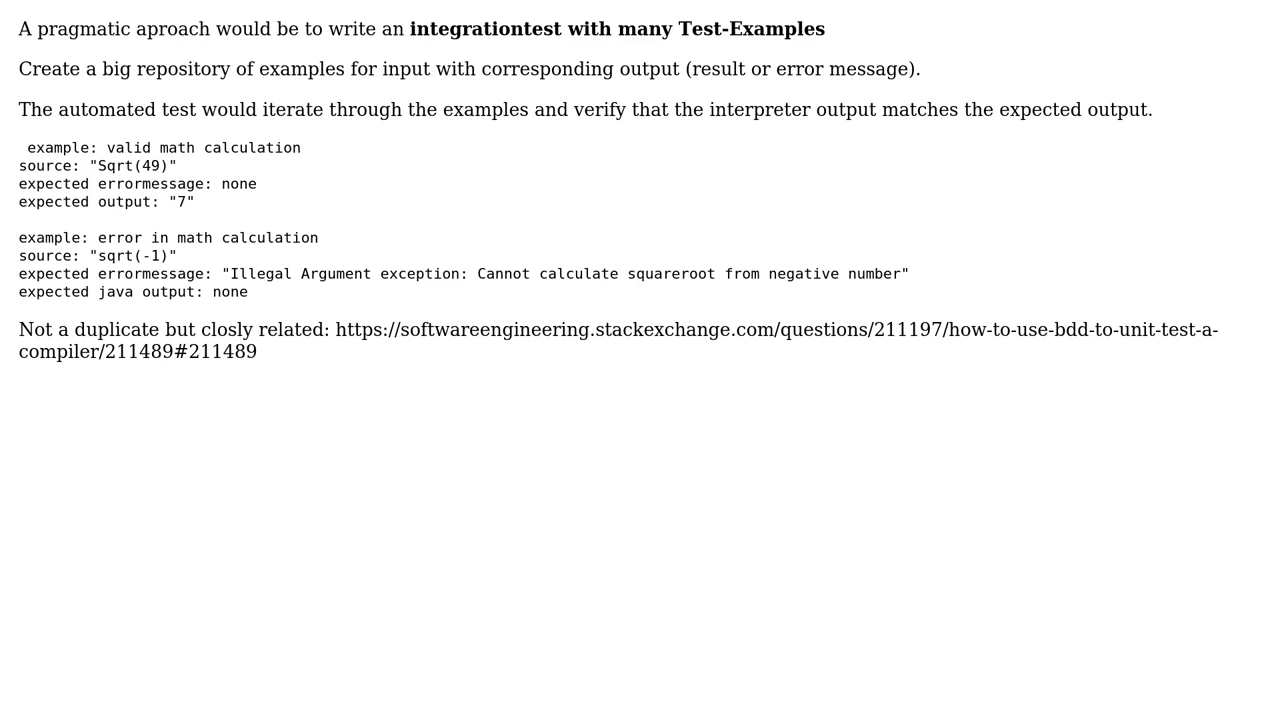 A pragmatic aproach would be to write an integrationtest with many Test-Examples
Create a big repository of examples for input with corresponding output (result or error message).
The automated test would iterate through the examples and verify that the interpreter output matches the expected output.
example: valid math calculation
source: "Sqrt(49)"
expected errormessage: none
expected output: "7"
example: error in math calculation
source: "sqrt(-1)"
expected errormessage: "Illegal Argument exception: Cannot calculate squareroot from negative number"
expected java output: none
Not a duplicate but closly related: https://softwareengineering.stackexchange.com/questions/211197/how-to-use-bdd-to-unit-test-a-
compiler/211489#211489